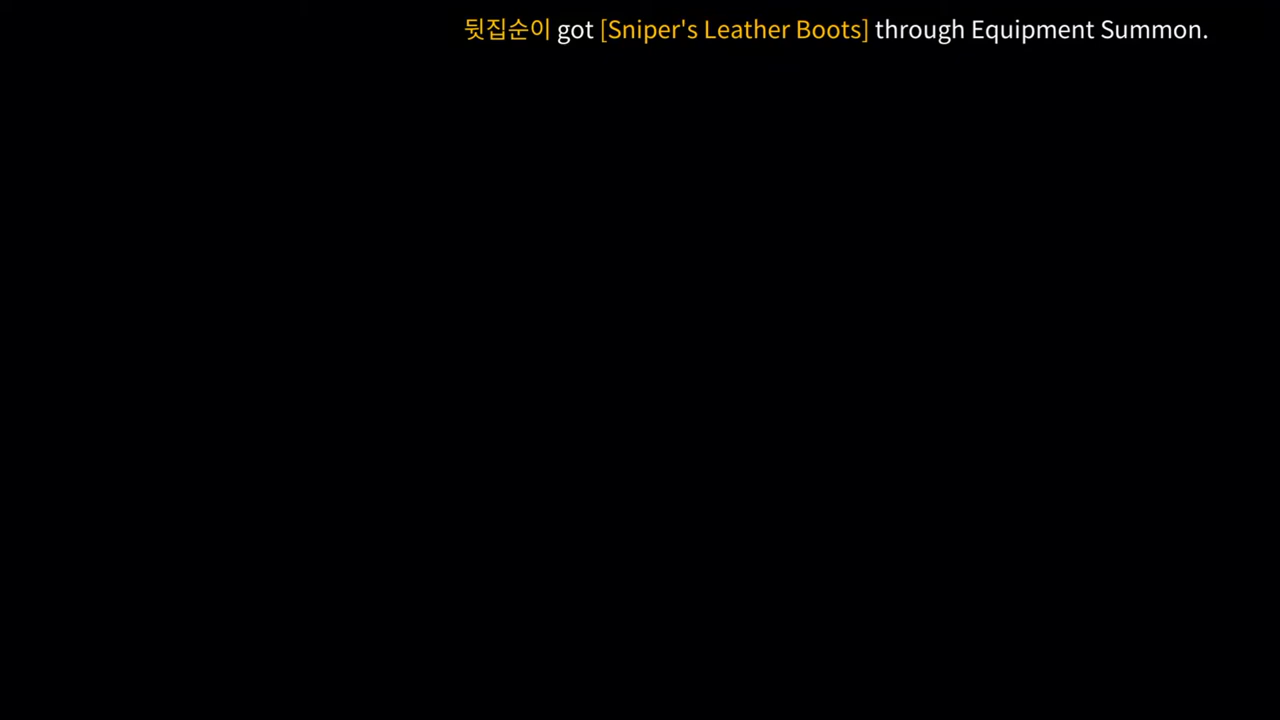 뒷집순이 got [Sniper's Leather Boots] through Equipment Summon.